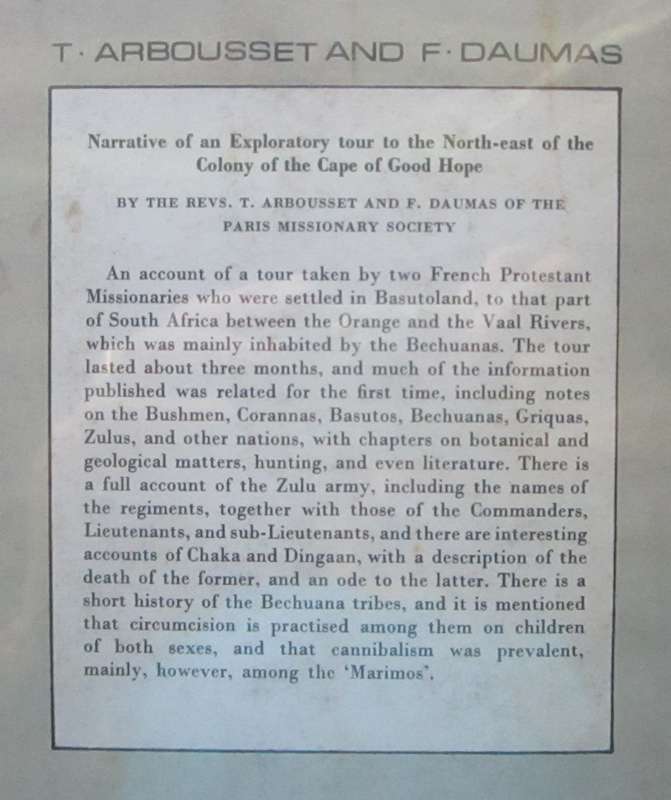 T · ARBOUSSET AND F · DAUMAS
Narrative of an Exploratory tour to the North-east of the
Colony of the Cape of Good Hope
BY THE REVS. T. ARBOUSSET AND F. DAUMAS OF THE
PARIS MISSIONARY SOCIETY
An account of a tour taken by two French Protestant
Missionaries who were settled in Basutoland, to that part
of South Africa between the Orange and the Vaal Rivers,
which was mainly inhabited by the Bechuanas. The tour
lasted about three months, and much of the information
published was related for the first time, including notes
on the Bushmen, Corannas, Basutos, Bechuanas, Griquas,
Zulus, and other nations, with chapters on botanical and
geological matters, hunting, and even literature. There is
a full account of the Zulu army, including the names of
the regiments, together with those of the Commanders,
Lieutenants, and sub-Lieutenants, and there are interesting
accounts of Chaka and Dingaan, with a description of the
death of the former, and an ode to the latter. There is a
short history of the Bechuana tribes, and it is mentioned
that circumcision is practised among them on children
of both sexes, and that cannibalism was prevalent,
mainly, however, among the ‘Marimos’.